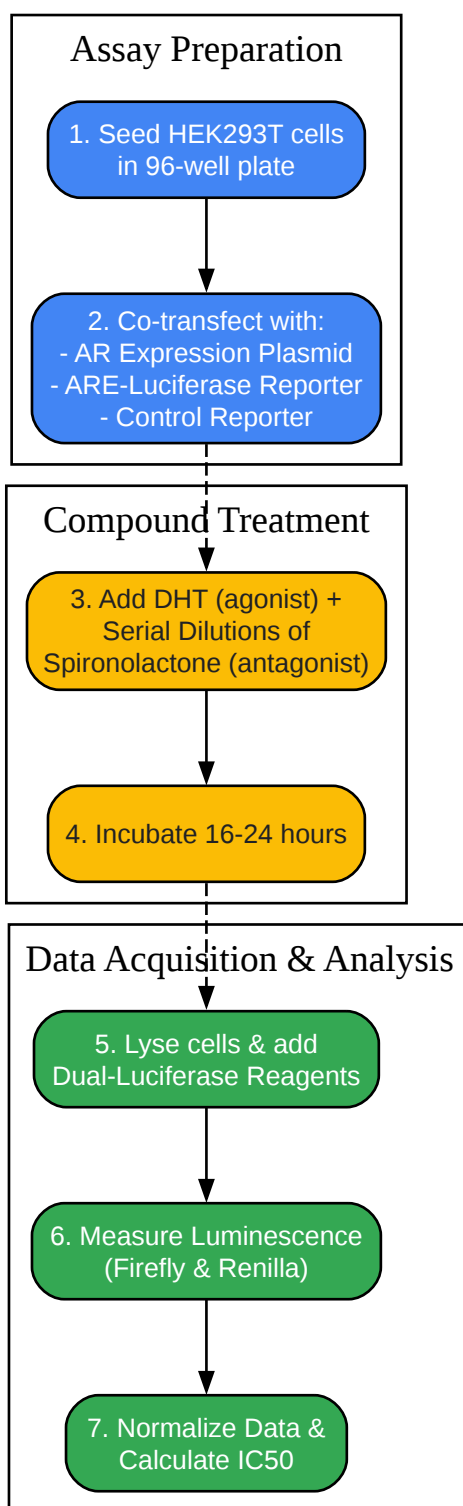 Assay Preparation
1. Seed HEK293T cells
in 96-well plate
2. Co-transfect with:
- AR Expression Plasmid
- ARE-Luciferase Reporter
- Control Reporter
Compound Treatment
3. Add DHT (agonist) +
Serial Dilutions of
Spironolactone (antagonist)
4. Incubate 16-24 hours
Data Acquisition & Analysis
5. Lyse cells & add
Dual-Luciferase Reagents
6. Measure Luminescence
(Firefly & Renilla)
7. Normalize Data &
Calculate IC50